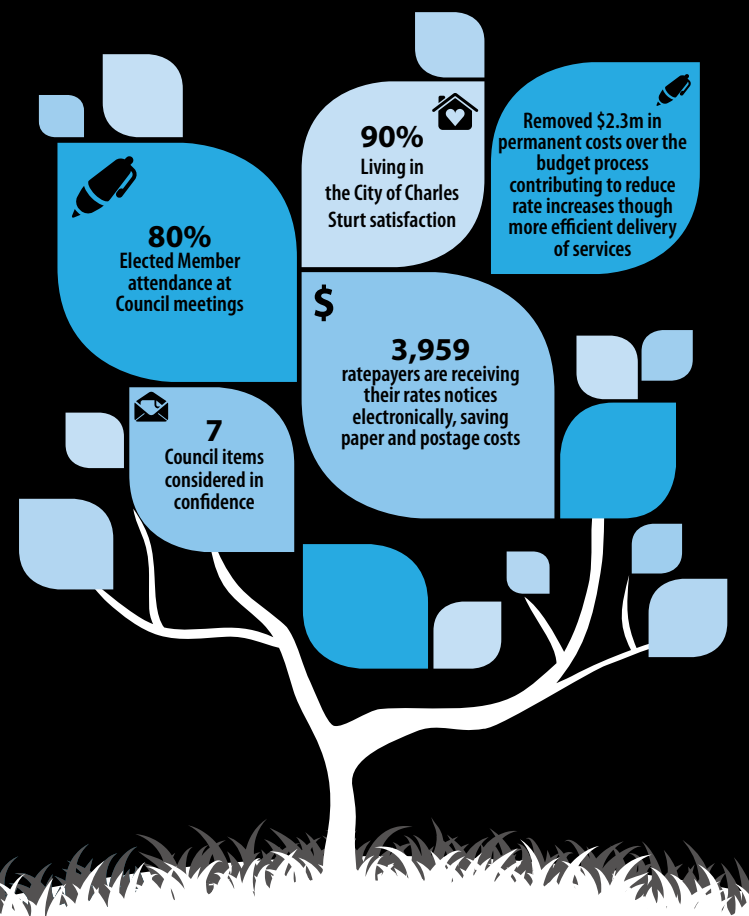 90%
Living in
the City of Charles
Sturt satisfaction
Removed $2.3m in
permanent costs over the
budget process
contributing to reduce
rate increases though
more efficient delivery
of services
80%
Elected Member
attendance at
Council meetings
$
3,959
ratepayers are receiving
their rates notices
electronically, saving
paper and postage costs
7
Council items
considered in
confidence